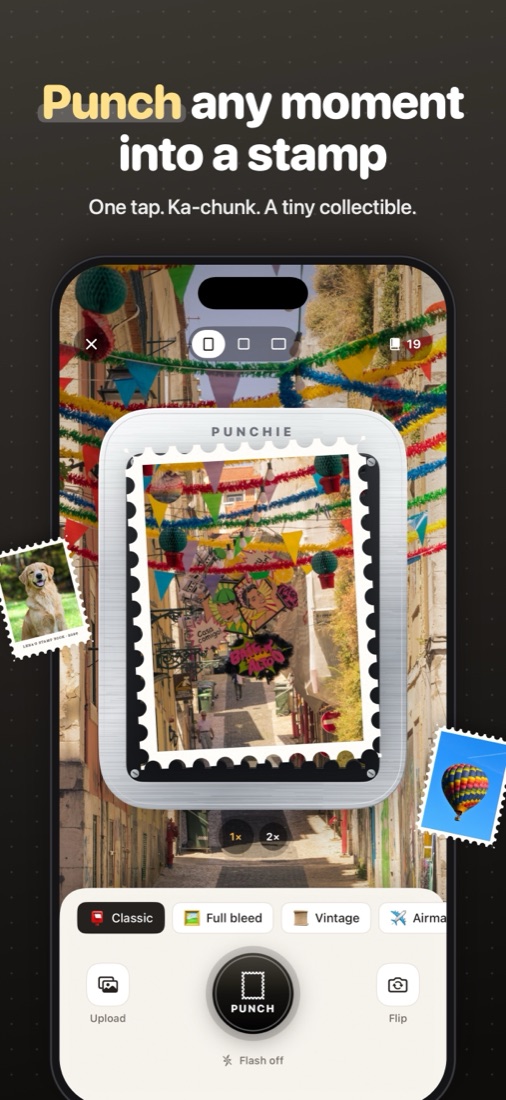 Punch any moment
into a stamp
One tap. Ka-chunk. A tiny collectible.
19
PUNCHIE
1×
2×
Classic
Full bleed
Vintage
Airma
Upload
PUNCH
Flip
Flash off